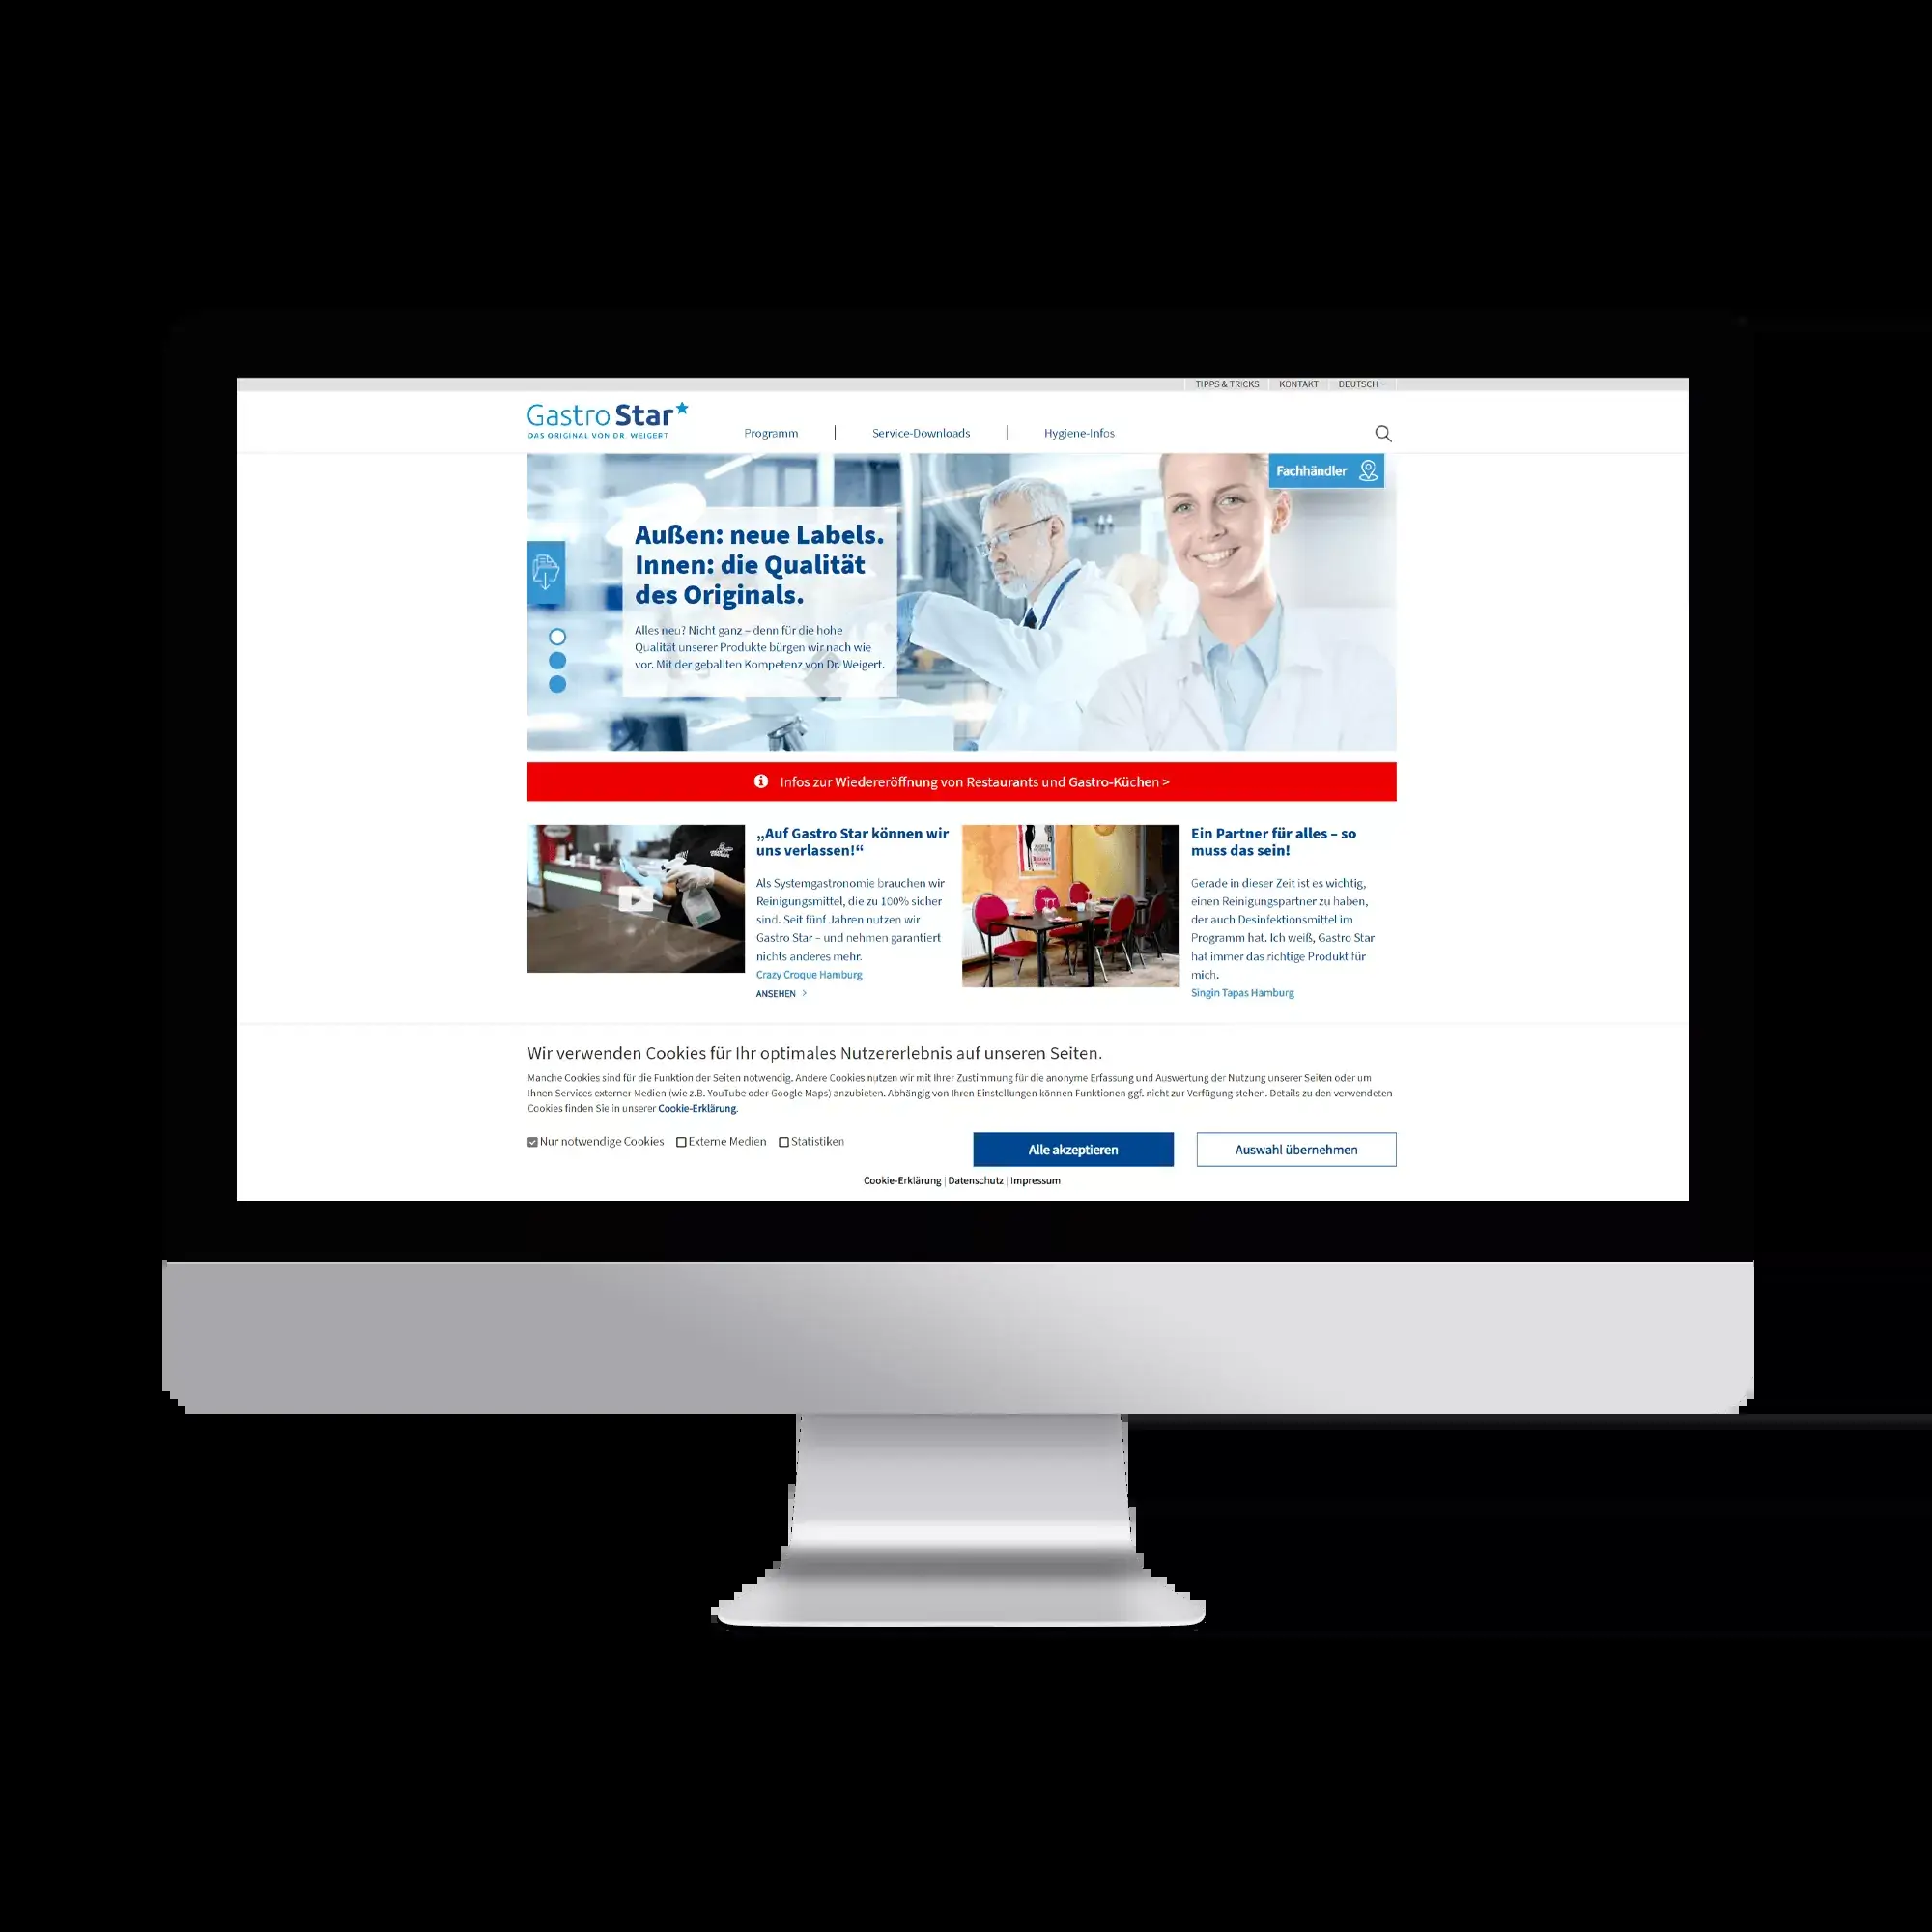 TIPPS & TRICKS KONTAKT DEUTSCH
Gastro Star
DAS ORIGINAL VON DR. WEIGERT
Programm Service-Downloads Hygiene-Infos
Fachhändler
Außen: neue Labels.
Innen: die Qualität
des Originals.
Alles neu? Nicht ganz – denn für die hohe
Qualität unserer Produkte bürgen wir nach wie
vor. Mit der geballten Kompetenz von Dr. Weigert.
Infos zur Wiedereröffnung von Restaurants und Gastro-Küchen >
„Auf Gastro Star können wir
uns verlassen!“
Als Systemgastronomie brauchen wir
Reinigungsmittel, die zu 100% sicher
sind. Seit fünf Jahren nutzen wir
Gastro Star – und nehmen garantiert
nichts anderes mehr.
Crazy Croque Hamburg
ANSEHEN >
Ein Partner für alles – so
muss das sein!
Gerade in dieser Zeit ist es wichtig,
einen Reinigungspartner zu haben,
der auch Desinfektionsmittel im
Programm hat. Ich weiß, Gastro Star
hat immer das richtige Produkt für
mich.
Singin Tapas Hamburg
Wir verwenden Cookies für Ihr optimales Nutzererlebnis auf unseren Seiten.
Manche Cookies sind für die Funktion der Seiten notwendig. Andere Cookies nutzen wir mit Ihrer Zustimmung für die anonyme Erfassung und Auswertung der Nutzung unserer Seiten oder um
Ihnen Services externer Medien (wie z.B. YouTube oder Google Maps) anzubieten. Abhängig von Ihren Einstellungen können Funktionen ggf. nicht zur Verfügung stehen. Details zu den verwendeten
Cookies finden Sie in unserer Cookie-Erklärung.
Nur notwendige Cookies Externe Medien Statistiken
Alle akzeptieren Auswahl übernehmen
Cookie-Erklärung | Datenschutz | Impressum